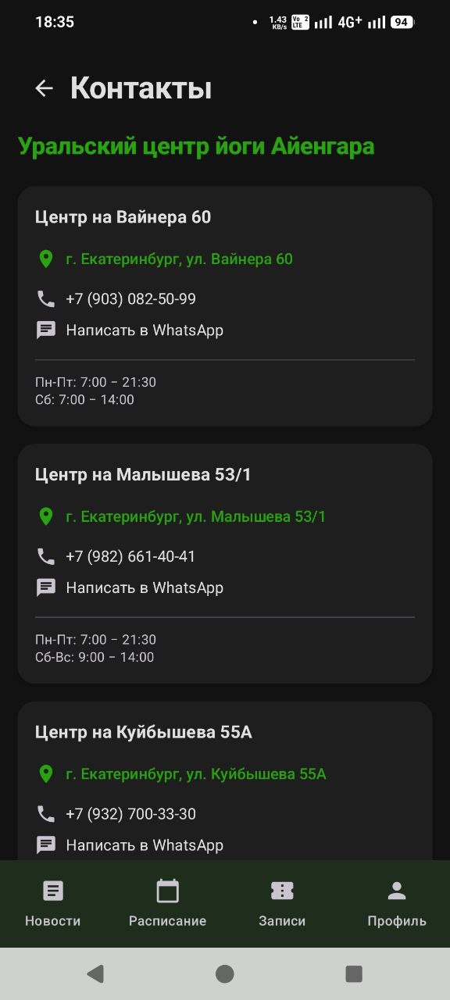 18:35
1.43 KB/s Vo 2 LTE 4G+ 94
Контакты
Уральский центр йоги Айенгара
Центр на Вайнера 60
г. Екатеринбург, ул. Вайнера 60
+7 (903) 082-50-99
Написать в WhatsApp
Пн-Пт: 7:00 – 21:30
Сб: 7:00 – 14:00
Центр на Малышева 53/1
г. Екатеринбург, ул. Малышева 53/1
+7 (982) 661-40-41
Написать в WhatsApp
Пн-Пт: 7:00 – 21:30
Сб-Вс: 9:00 – 14:00
Центр на Куйбышева 55А
г. Екатеринбург, ул. Куйбышева 55А
+7 (932) 700-33-30
Написать в WhatsApp
Новости Расписание Записи Профиль